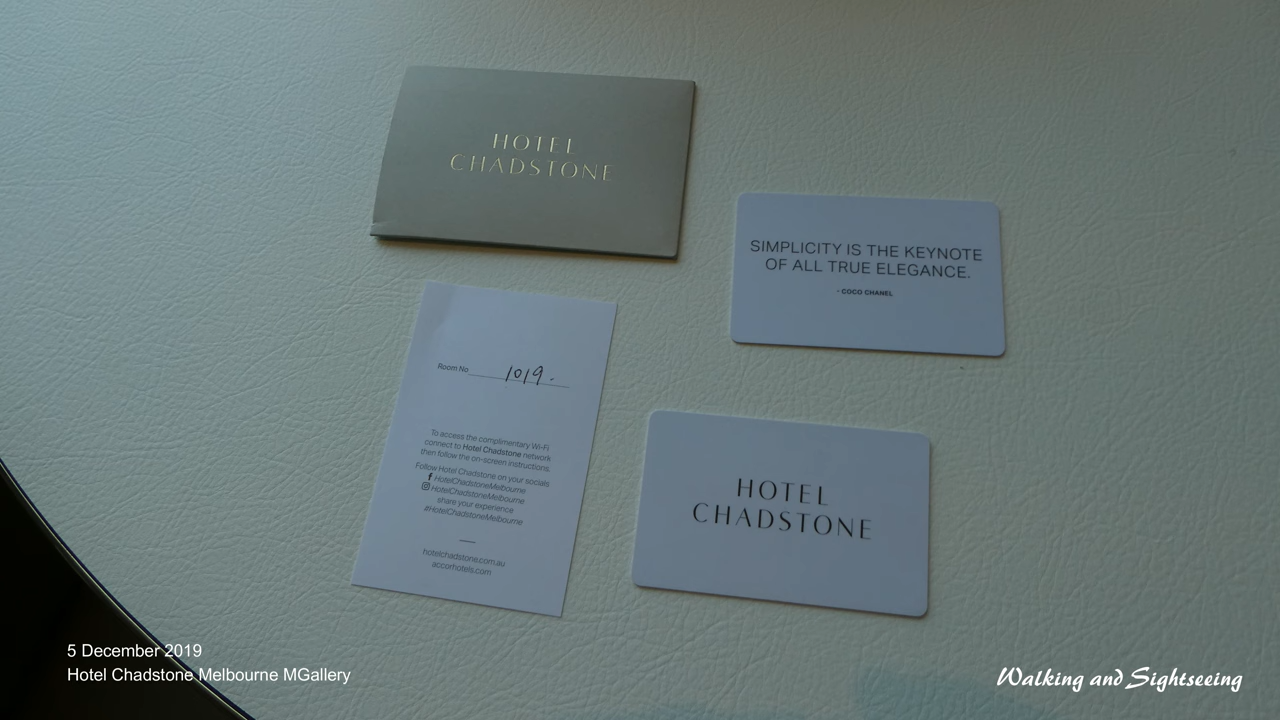 HOTEL
CHADSTONE
SIMPLICITY IS THE KEYNOTE
OF ALL TRUE ELEGANCE.
- COCO CHANEL
Room No 1019.
To access the complimentary Wi-Fi
connect to Hotel Chadstone network
then follow the on-screen instructions.
Follow Hotel Chadstone on your socials
HotelChadstoneMelbourne
HotelChadstoneMelbourne
share your experience
#HotelChadstoneMelbourne
hotelchadstone.com.au
accorhotels.com
HOTEL
CHADSTONE
5 December 2019
Hotel Chadstone Melbourne MGallery
Walking and Sightseeing